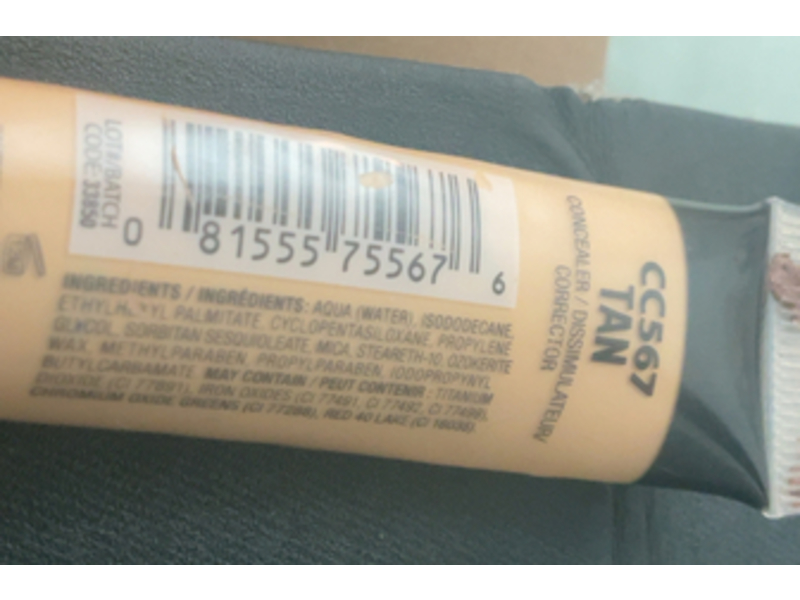 LOT#/BATCH
CODE: 33850
0 81555 75567 6
INGREDIENTS / INGRÉDIENTS: AQUA (WATER), ISODODECANE,
ETHYLHEXYL PALMITATE, CYCLOPENTASILOXANE, PROPYLENE
GLYCOL, SORBITAN SESQUIOLEATE, MICA, STEARETH-10, OZOKERITE
WAX, METHYLPARABEN, PROPYLPARABEN, IODOPROPYNYL
BUTYLCARBAMATE. MAY CONTAIN / PEUT CONTENIR : TITANIUM
DIOXIDE, (CI 77891), IRON OXIDES (CI 77491, CI 77492, CI 77499),
CHROMIUM OXIDE GREENS (CI 77288), RED 40 LAKE (CI 16035).
CC567
TAN
CONCEALER / DISSIMULATEUR/
CORRECTOR